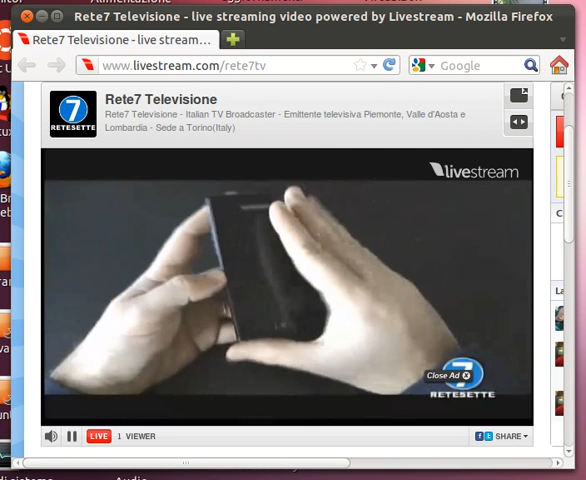 Rete7 Televisione - live streaming video powered by Livestream - Mozilla Firefox
Rete7 Televisione - live stream...
www.livestream.com/rete7tv
Google
7
RETESETTE
Rete7 Televisione
Rete7 Televisione - Italian TV Broadcaster - Emittente televisiva Piemonte, Valle d'Aosta e
Lombardia - Sede a Torino(Italy)
livestream
7
Close Ad X
RETESETTE
LIVE
1 VIEWER
SHARE